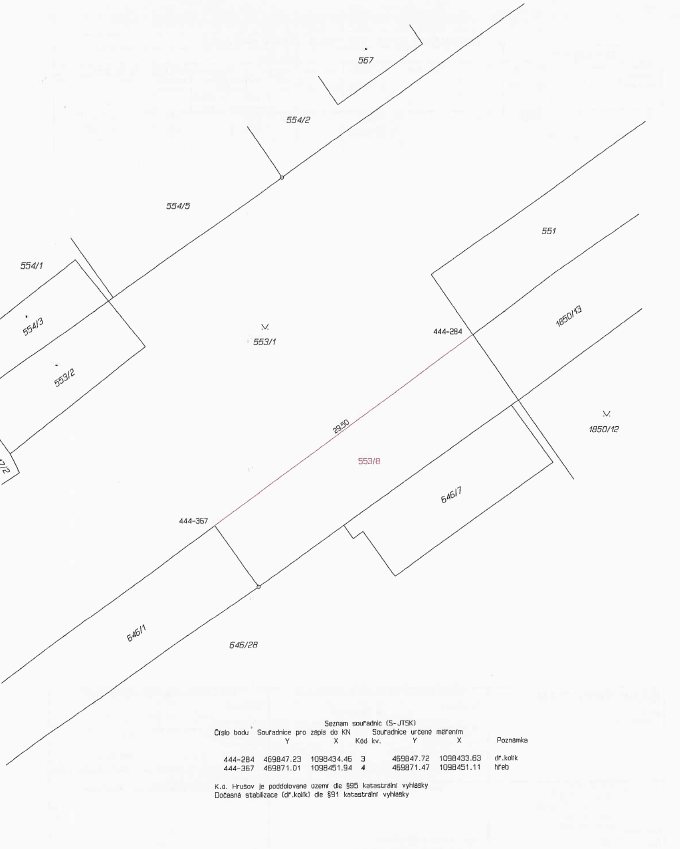 567
554/2
554/5
551
554/1
1850/13
554/3
444-284
553/1
553/2
29.50
1850/12
553/8
7/2
646/7
444-367
646/1
646/28
Seznam souřadnic (S-JTSK)
Číslo bodu Souřadnice pro zápis do KN Souřadnice určené měřením
Y X Kód kv. Y X Poznámka
444-284 469847.23 1098434.46 3 469847.72 1098433.63 dř.kolík
444-367 469871.01 1098451.94 4 469871.47 1098451.11 hřeb
K.ú. Hrušov je poddolované území dle §95 katastrální vyhlášky
Dočasná stabilizace (dř.kolík) dle §91 katastrální vyhlášky